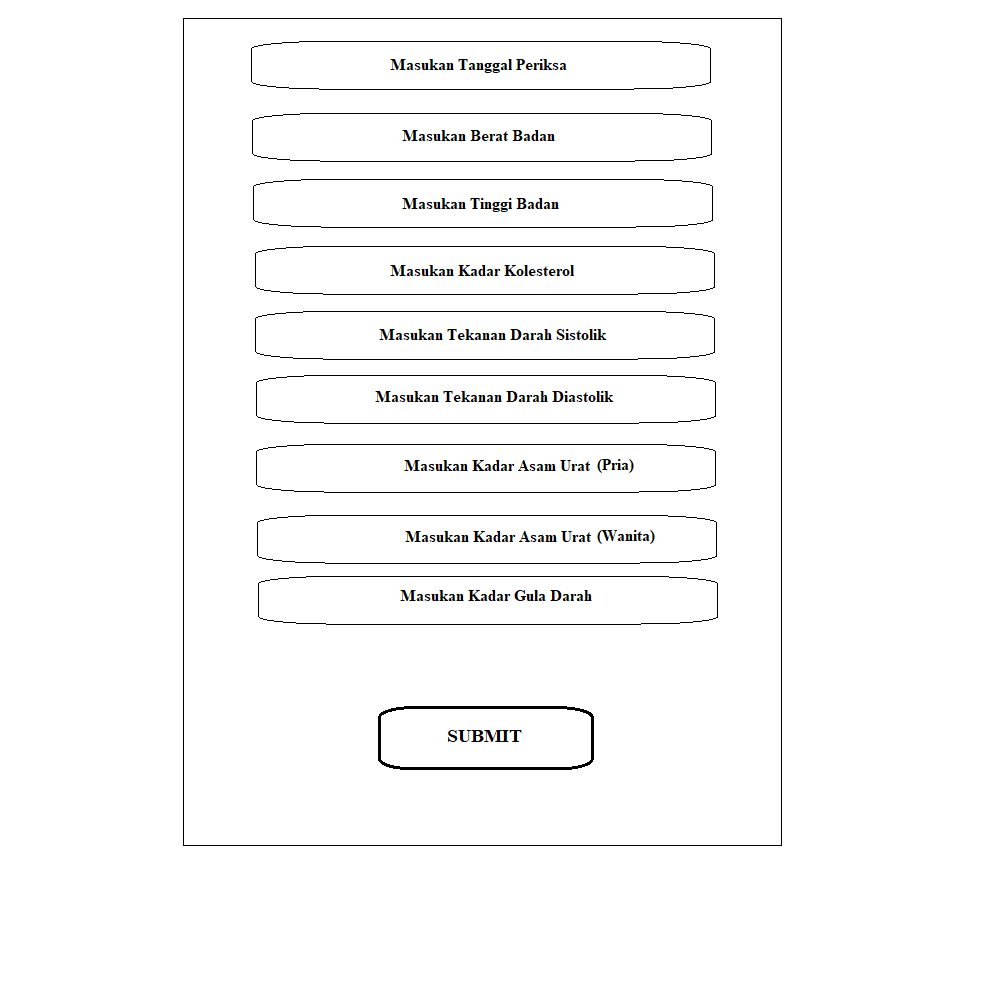 Masukan Tanggal Periksa
Masukan Berat Badan
Masukan Tinggi Badan
Masukan Kadar Kolesterol
Masukan Tekanan Darah Sistolik
Masukan Tekanan Darah Diastolik
Masukan Kadar Asam Urat (Pria)
Masukan Kadar Asam Urat (Wanita)
Masukan Kadar Gula Darah
SUBMIT